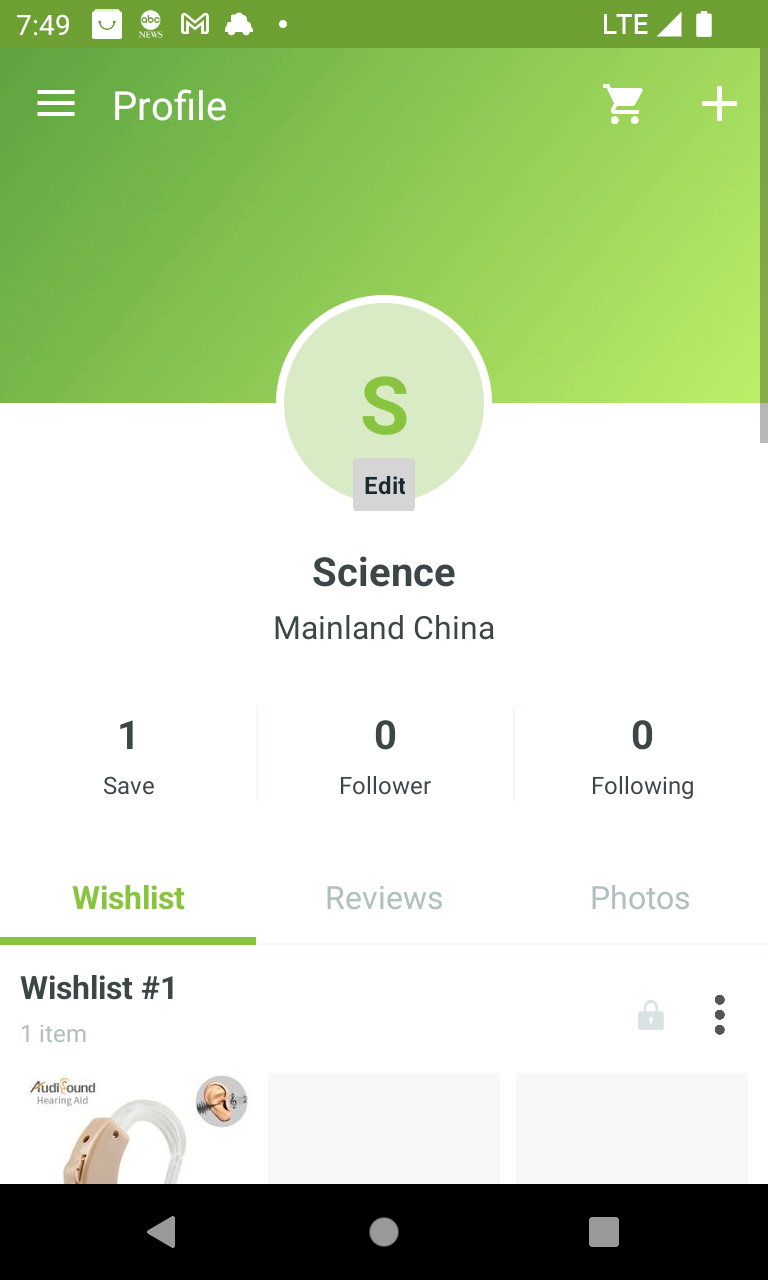 7:49
abc
NEWS
LTE
Profile
S
Edit
Science
Mainland China
1
0
0
Save
Follower
Following
Wishlist
Reviews
Photos
Wishlist #1
1 item
AudiSound
Hearing Aid